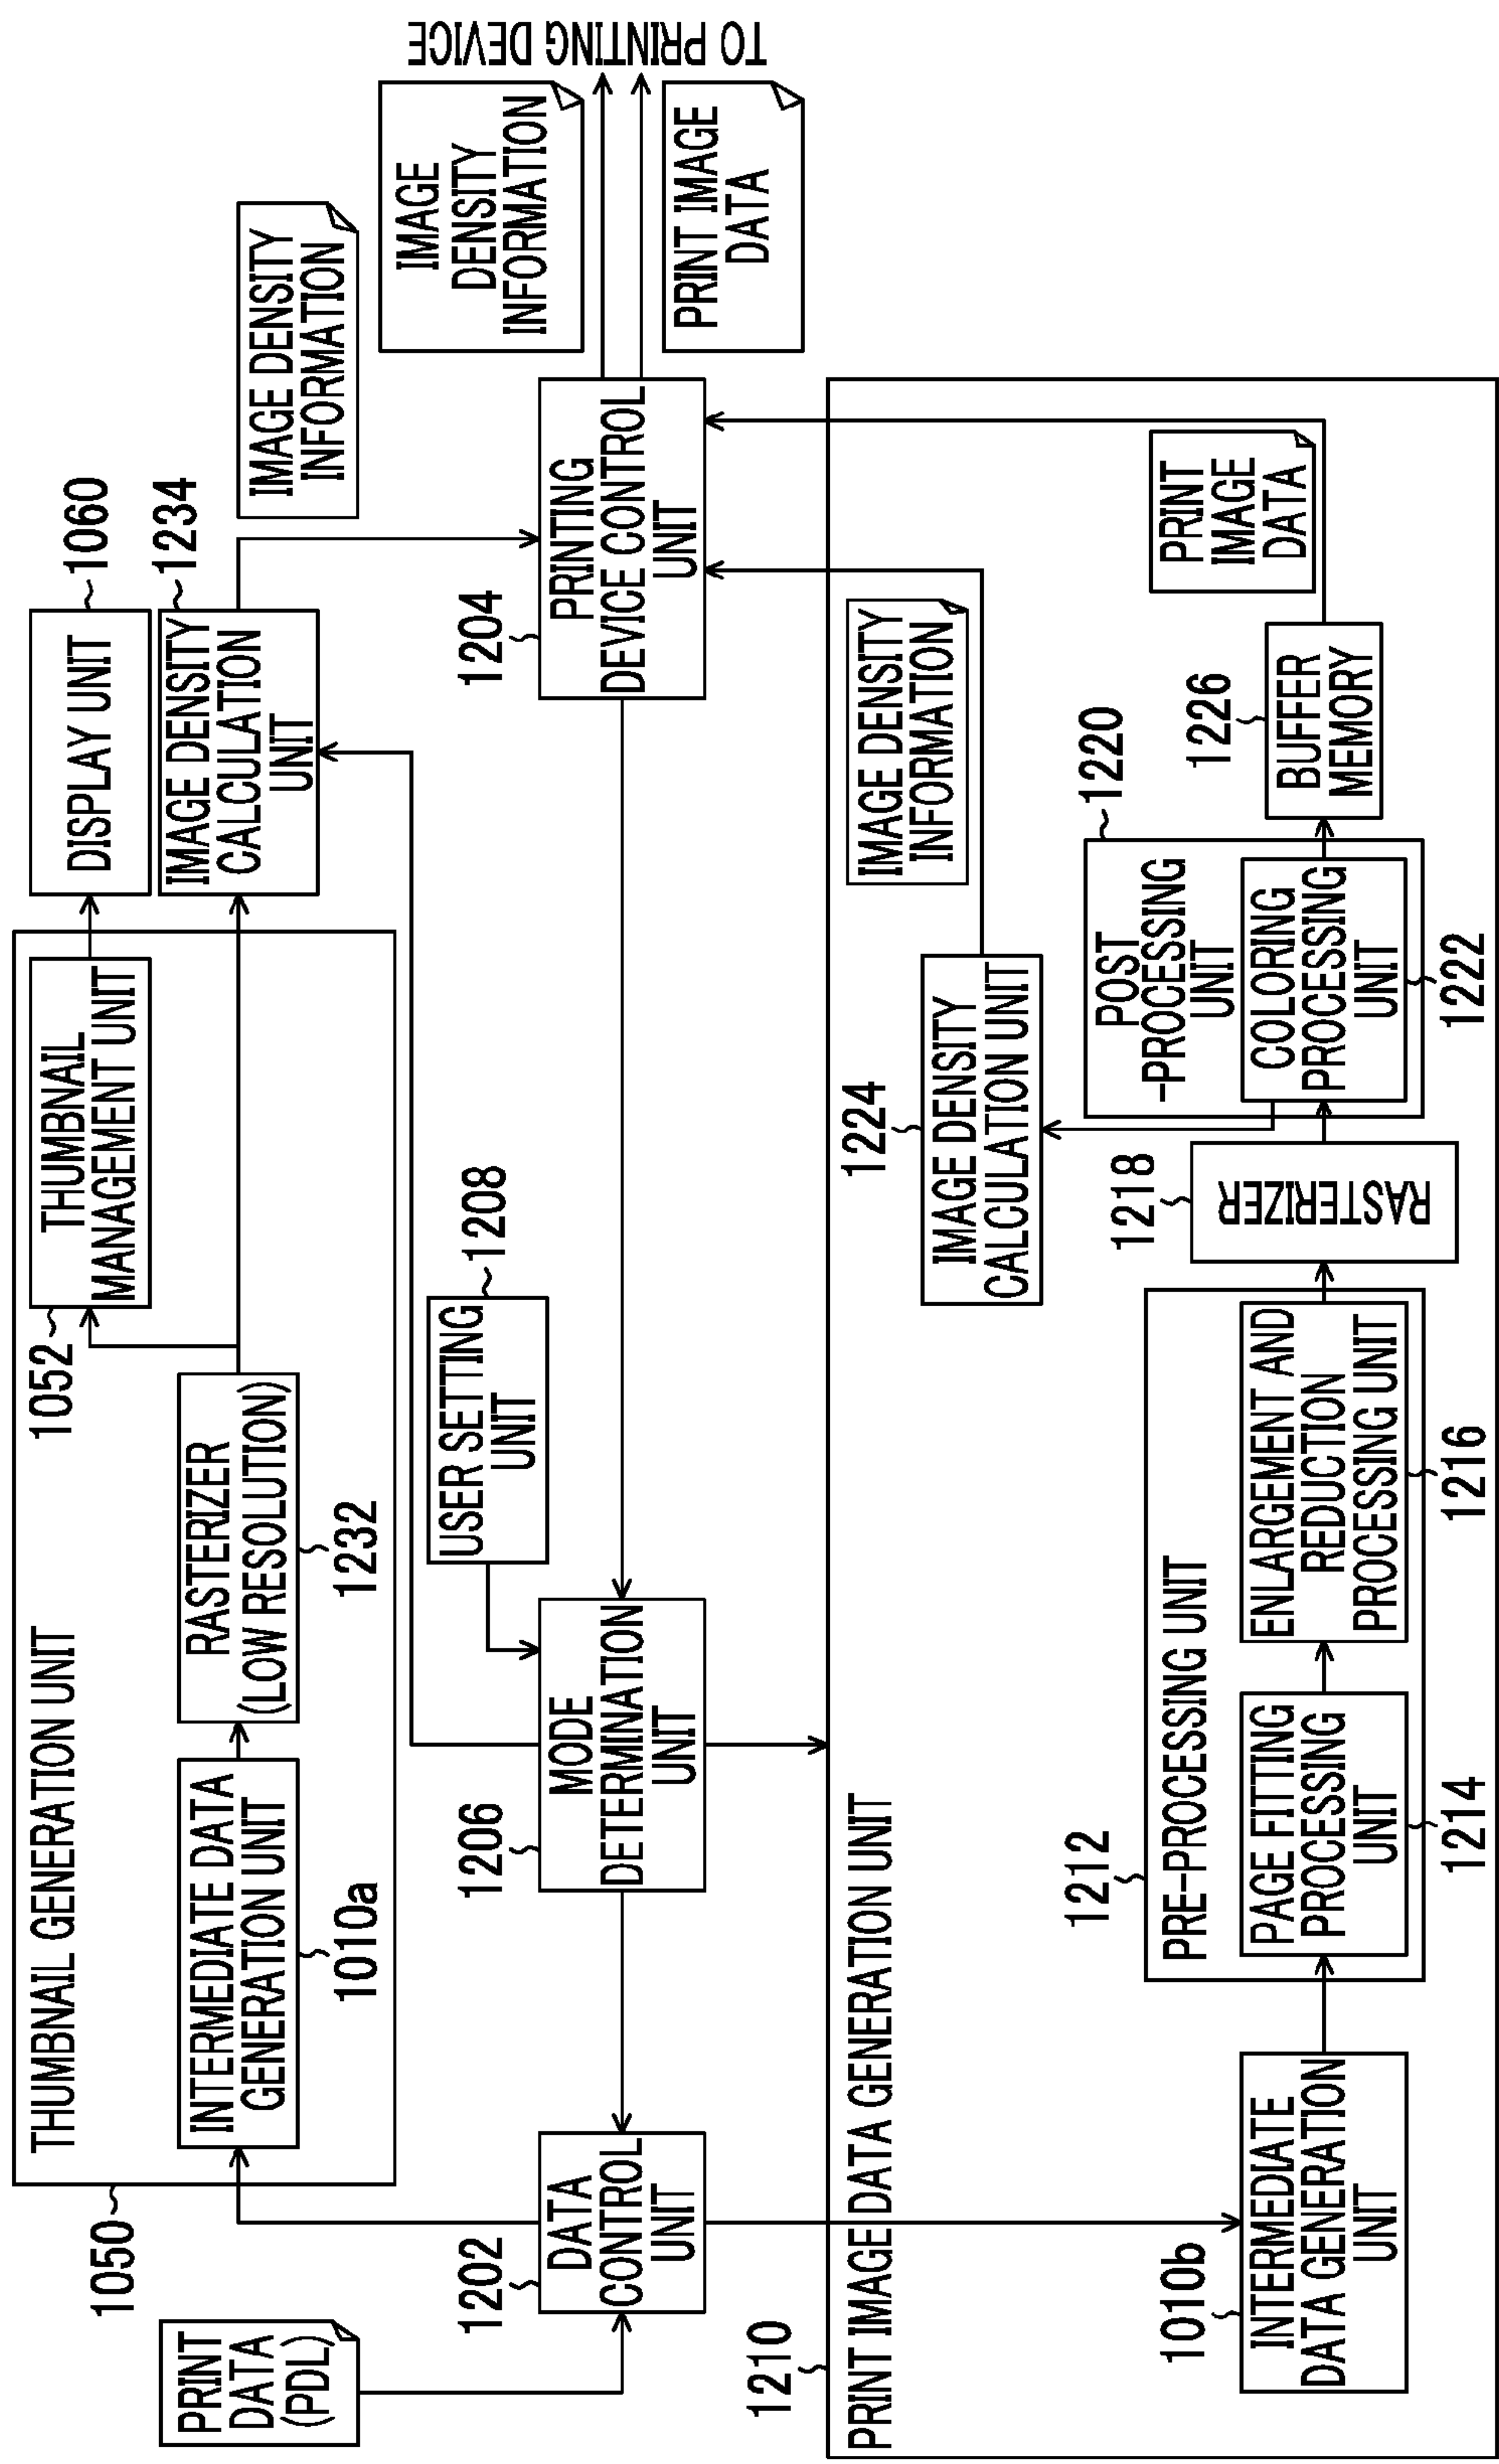 1050
THUMBNAIL GENERATION UNIT
INTERMEDIATE DATA
GENERATION UNIT
1010a
RASTERIZER
(LOW RESOLUTION)
1232
1052
THUMBNAIL
MANAGEMENT UNIT
DISPLAY UNIT
1060
IMAGE DENSITY
CALCULATION
UNIT
1234
IMAGE DENSITY
INFORMATION
PRINT
DATA
(PDL)
1202
DATA
CONTROL
UNIT
1206
MODE
DETERMINATION
UNIT
USER SETTING
UNIT
1208
1204
PRINTING
DEVICE CONTROL
UNIT
IMAGE
DENSITY
INFORMATION
PRINT IMAGE
DATA
TO PRINTING DEVICE
1210
PRINT IMAGE DATA GENERATION UNIT
1010b
INTERMEDIATE
DATA GENERATION
UNIT
1212
PRE-PROCESSING UNIT
PAGE FITTING
PROCESSING
UNIT
1214
ENLARGEMENT AND
REDUCTION
PROCESSING UNIT
1216
1218
RASTERIZER
1224
IMAGE DENSITY
CALCULATION UNIT
IMAGE DENSITY
INFORMATION
1220
POST
-PROCESSING
UNIT
COLORING
PROCESSING
UNIT
1222
1226
BUFFER
MEMORY
PRINT
IMAGE
DATA